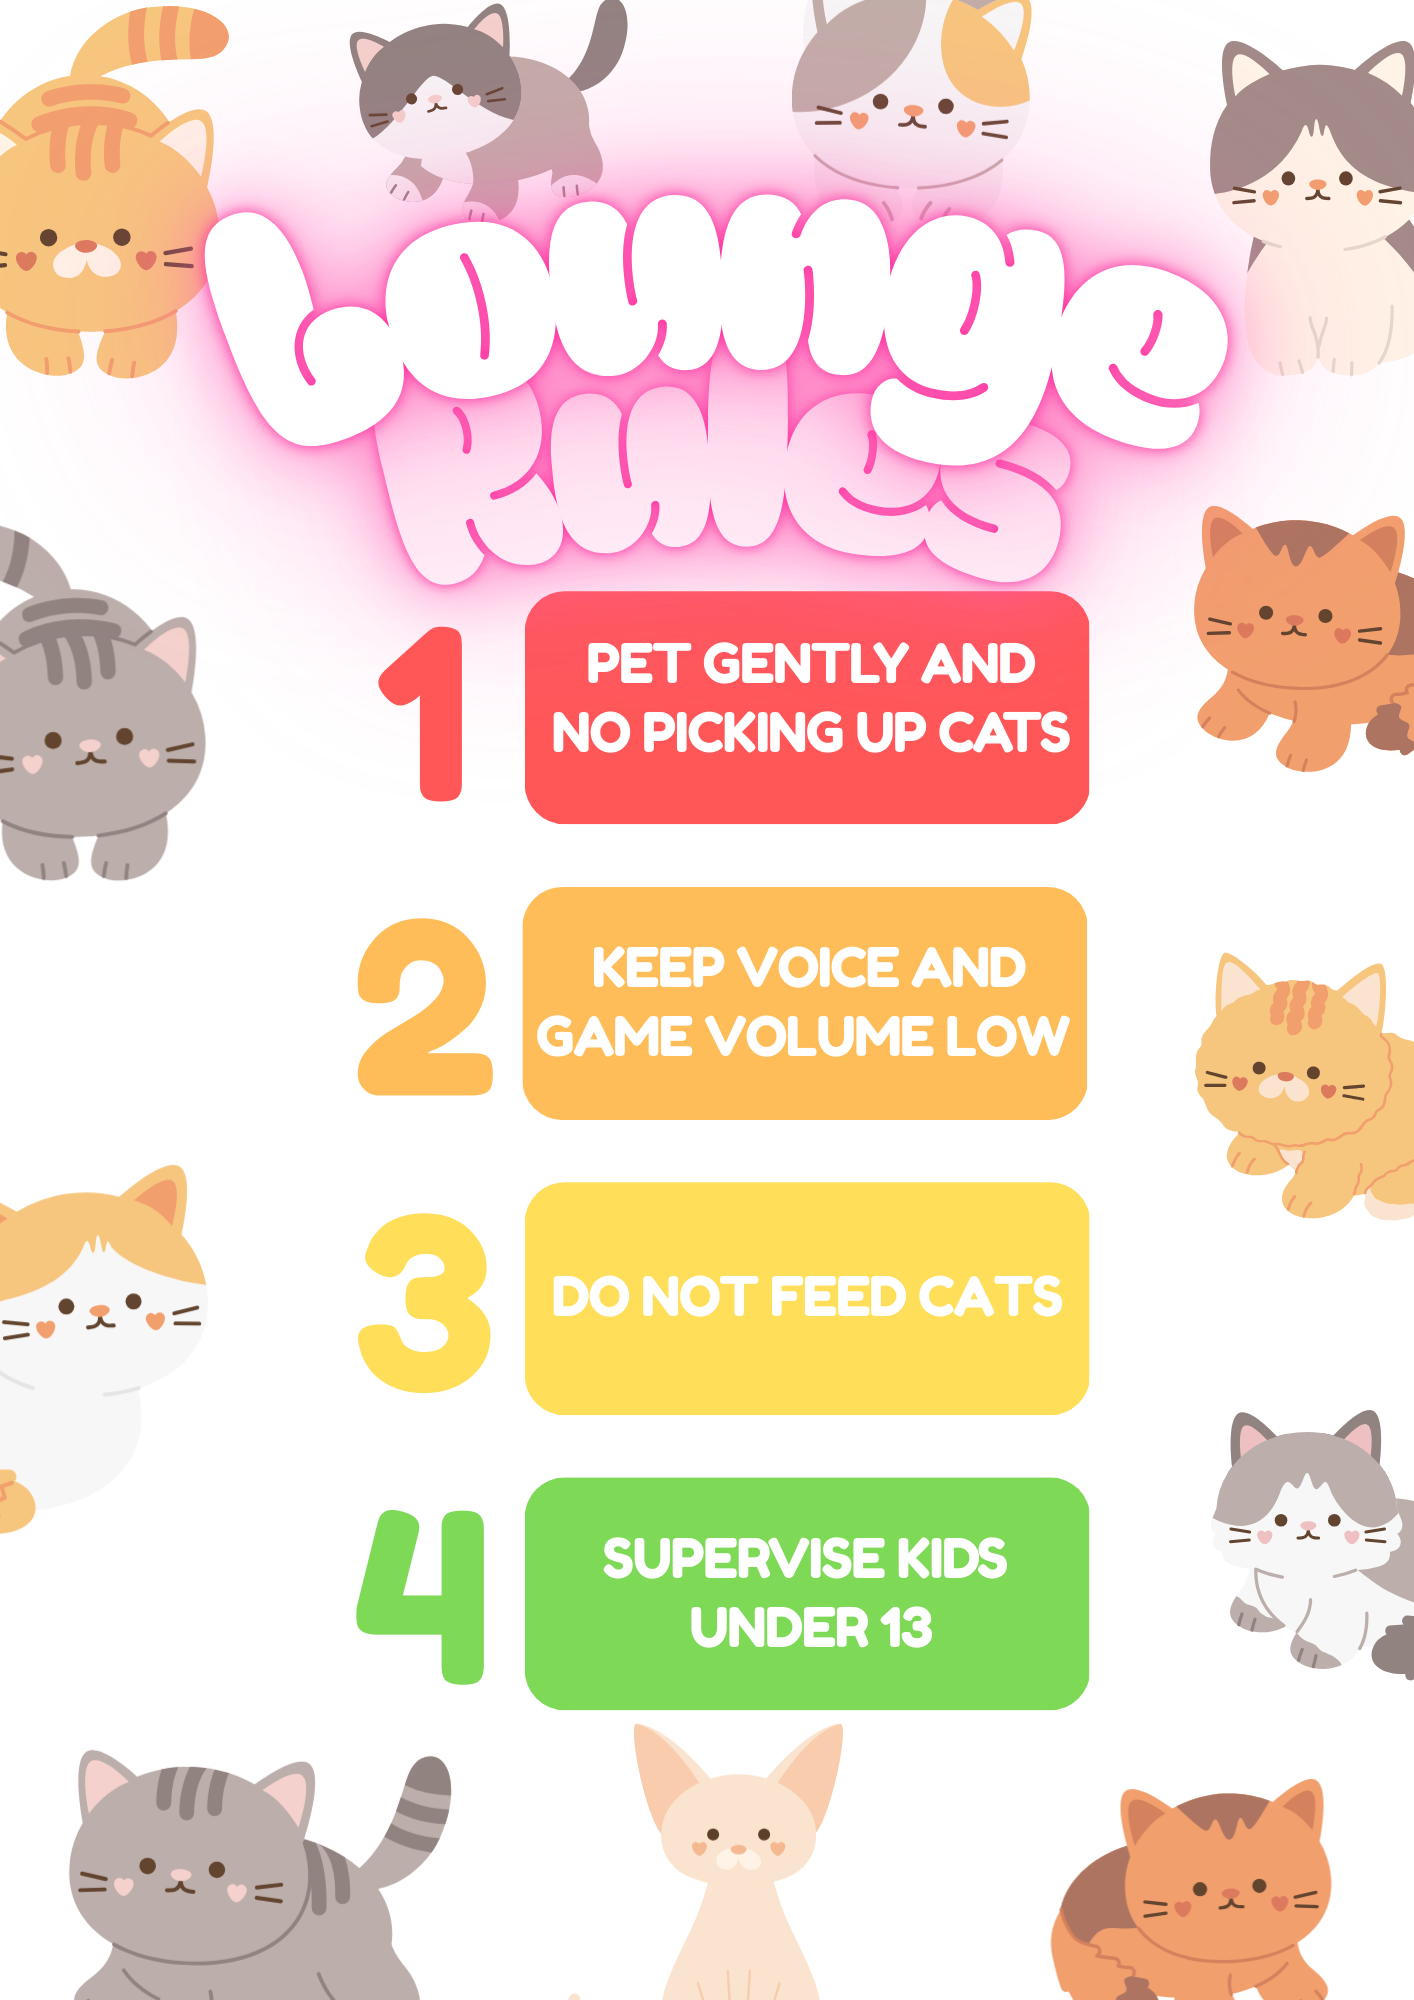 Lounge
Rules
1
PET GENTLY AND
NO PICKING UP CATS
2
KEEP VOICE AND
GAME VOLUME LOW
3
DO NOT FEED CATS
4
SUPERVISE KIDS
UNDER 13